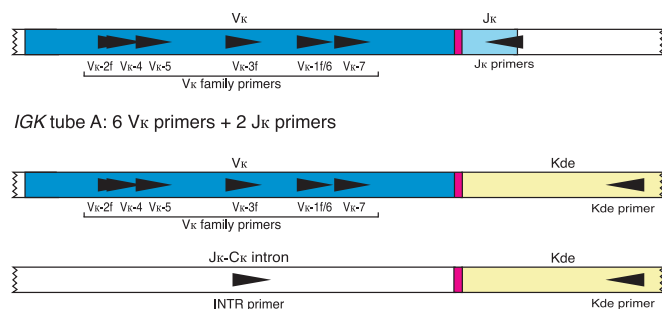 Vκ Jκ
Vκ-2f Vκ-4 Vκ-5 Vκ-3f Vκ-1f/6 Vκ-7 Jκ primers
Vκ family primers
IGK tube A: 6 Vκ primers + 2 Jκ primers
Vκ Kde
Vκ-2f Vκ-4 Vκ-5 Vκ-3f Vκ-1f/6 Vκ-7 Kde primer
Vκ family primers
Jκ-Cκ intron Kde
INTR primer Kde primer